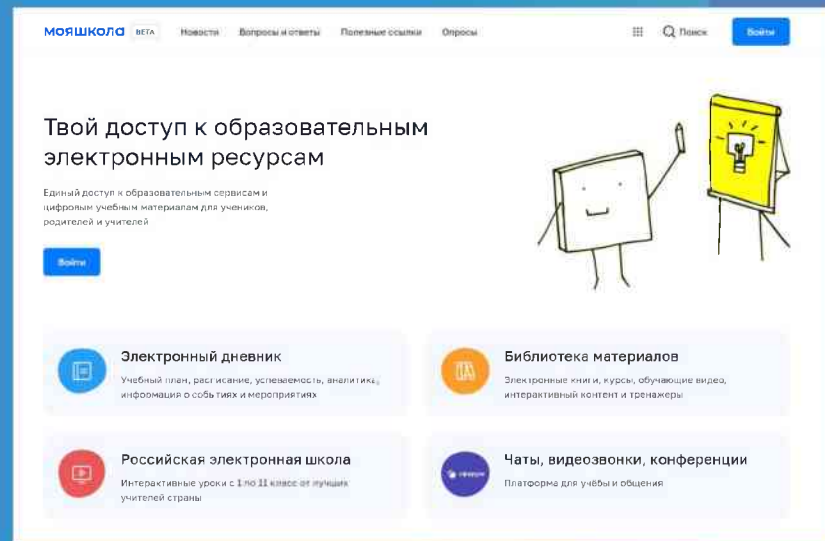 МОЯШКОЛА BETA Новости Вопросы и ответы Полезные ссылки Опросы Поиск Войти
Твой доступ к образовательным
электронным ресурсам
Единый доступ к образовательным сервисам и
цифровым учебным материалам для учеников,
родителей и учителей
Войти
Электронный дневник
Учебный план, расписание, успеваемость, аналитика,
информация о событиях и мероприятиях
Библиотека материалов
Электронные книги, курсы, обучающие видео,
интерактивный контент и тренажеры
Российская электронная школа
Интерактивные уроки с 1 по 11 класс от лучших
учителей страны
сферум
Чаты, видеозвонки, конференции
Платформа для учёбы и общения